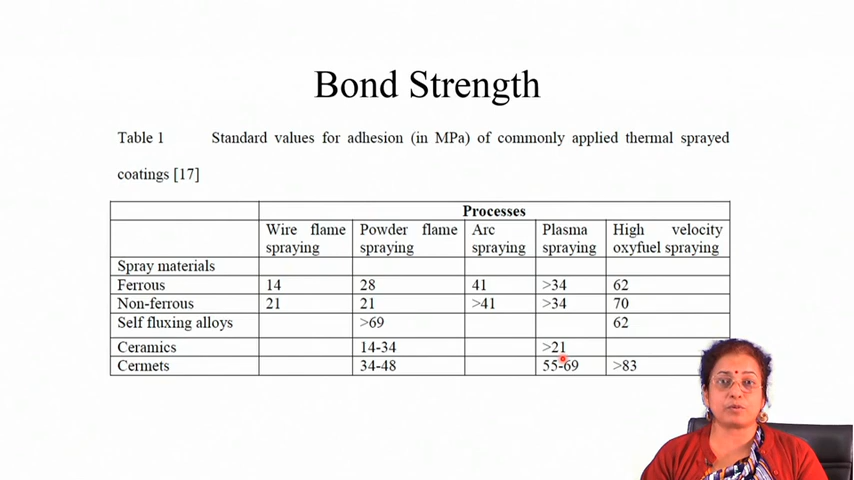 Bond Strength
Table 1 Standard values for adhesion (in MPa) of commonly applied thermal sprayed
coatings [17]
Processes
Wire flame spraying Powder flame spraying Arc spraying Plasma spraying High velocity oxyfuel spraying
Spray materials
Ferrous 14 28 41 >34 62
Non-ferrous 21 21 >41 >34 70
Self fluxing alloys >69 62
Ceramics 14-34 >21
Cermets 34-48 55-69 >83